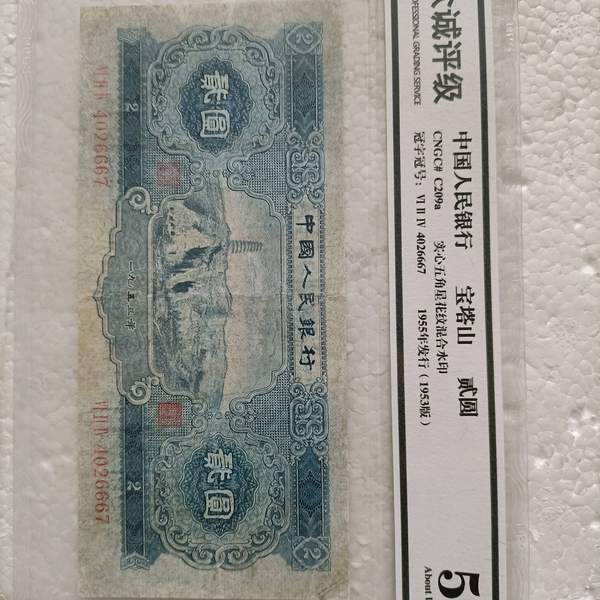 众诚评级
PROFESSIONAL GRADING SERVICE
中国人民银行 宝塔山 贰圆
CNGC# C209a 实心五角星花纹混合水印
冠字冠号: VI II IV 4026667 1955年发行(1953版)
5
About
中國人民銀行
2
2
貳圓
貳圓
VI II IV 4026667
VI II IV 4026667
2
2
一九五三年